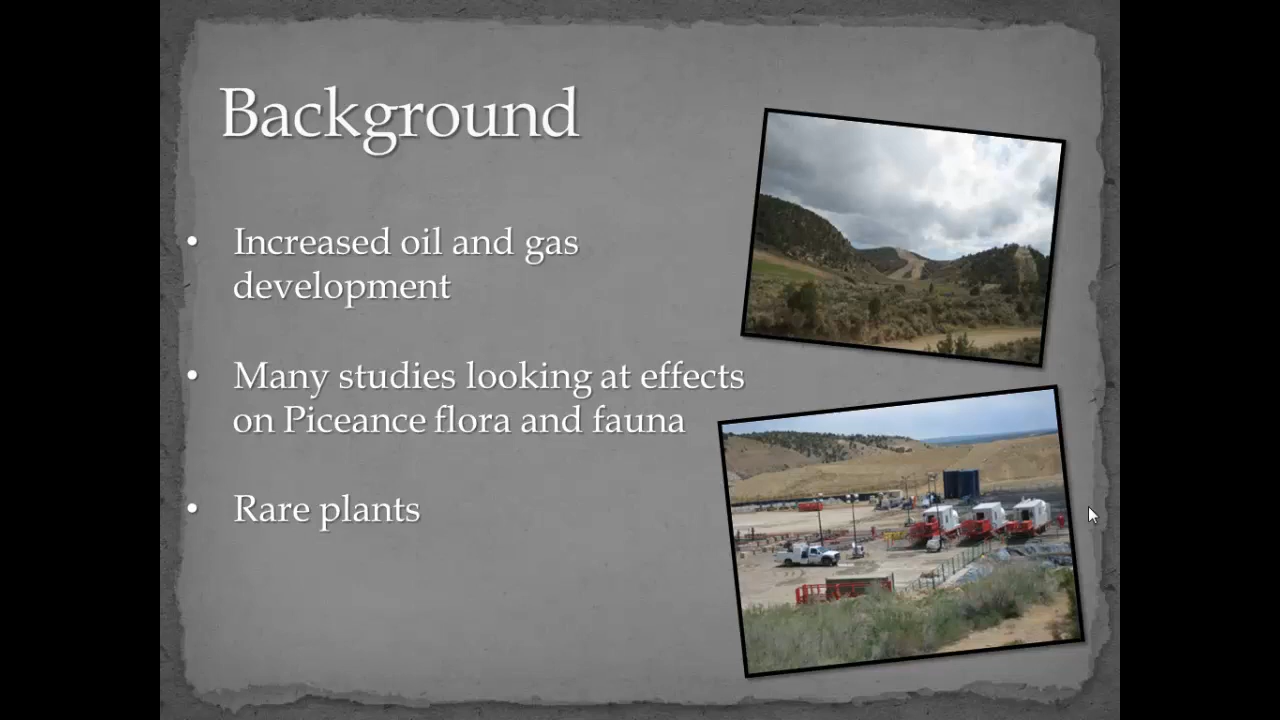 Background
• Increased oil and gas
development
• Many studies looking at effects
on Piceance flora and fauna
• Rare plants